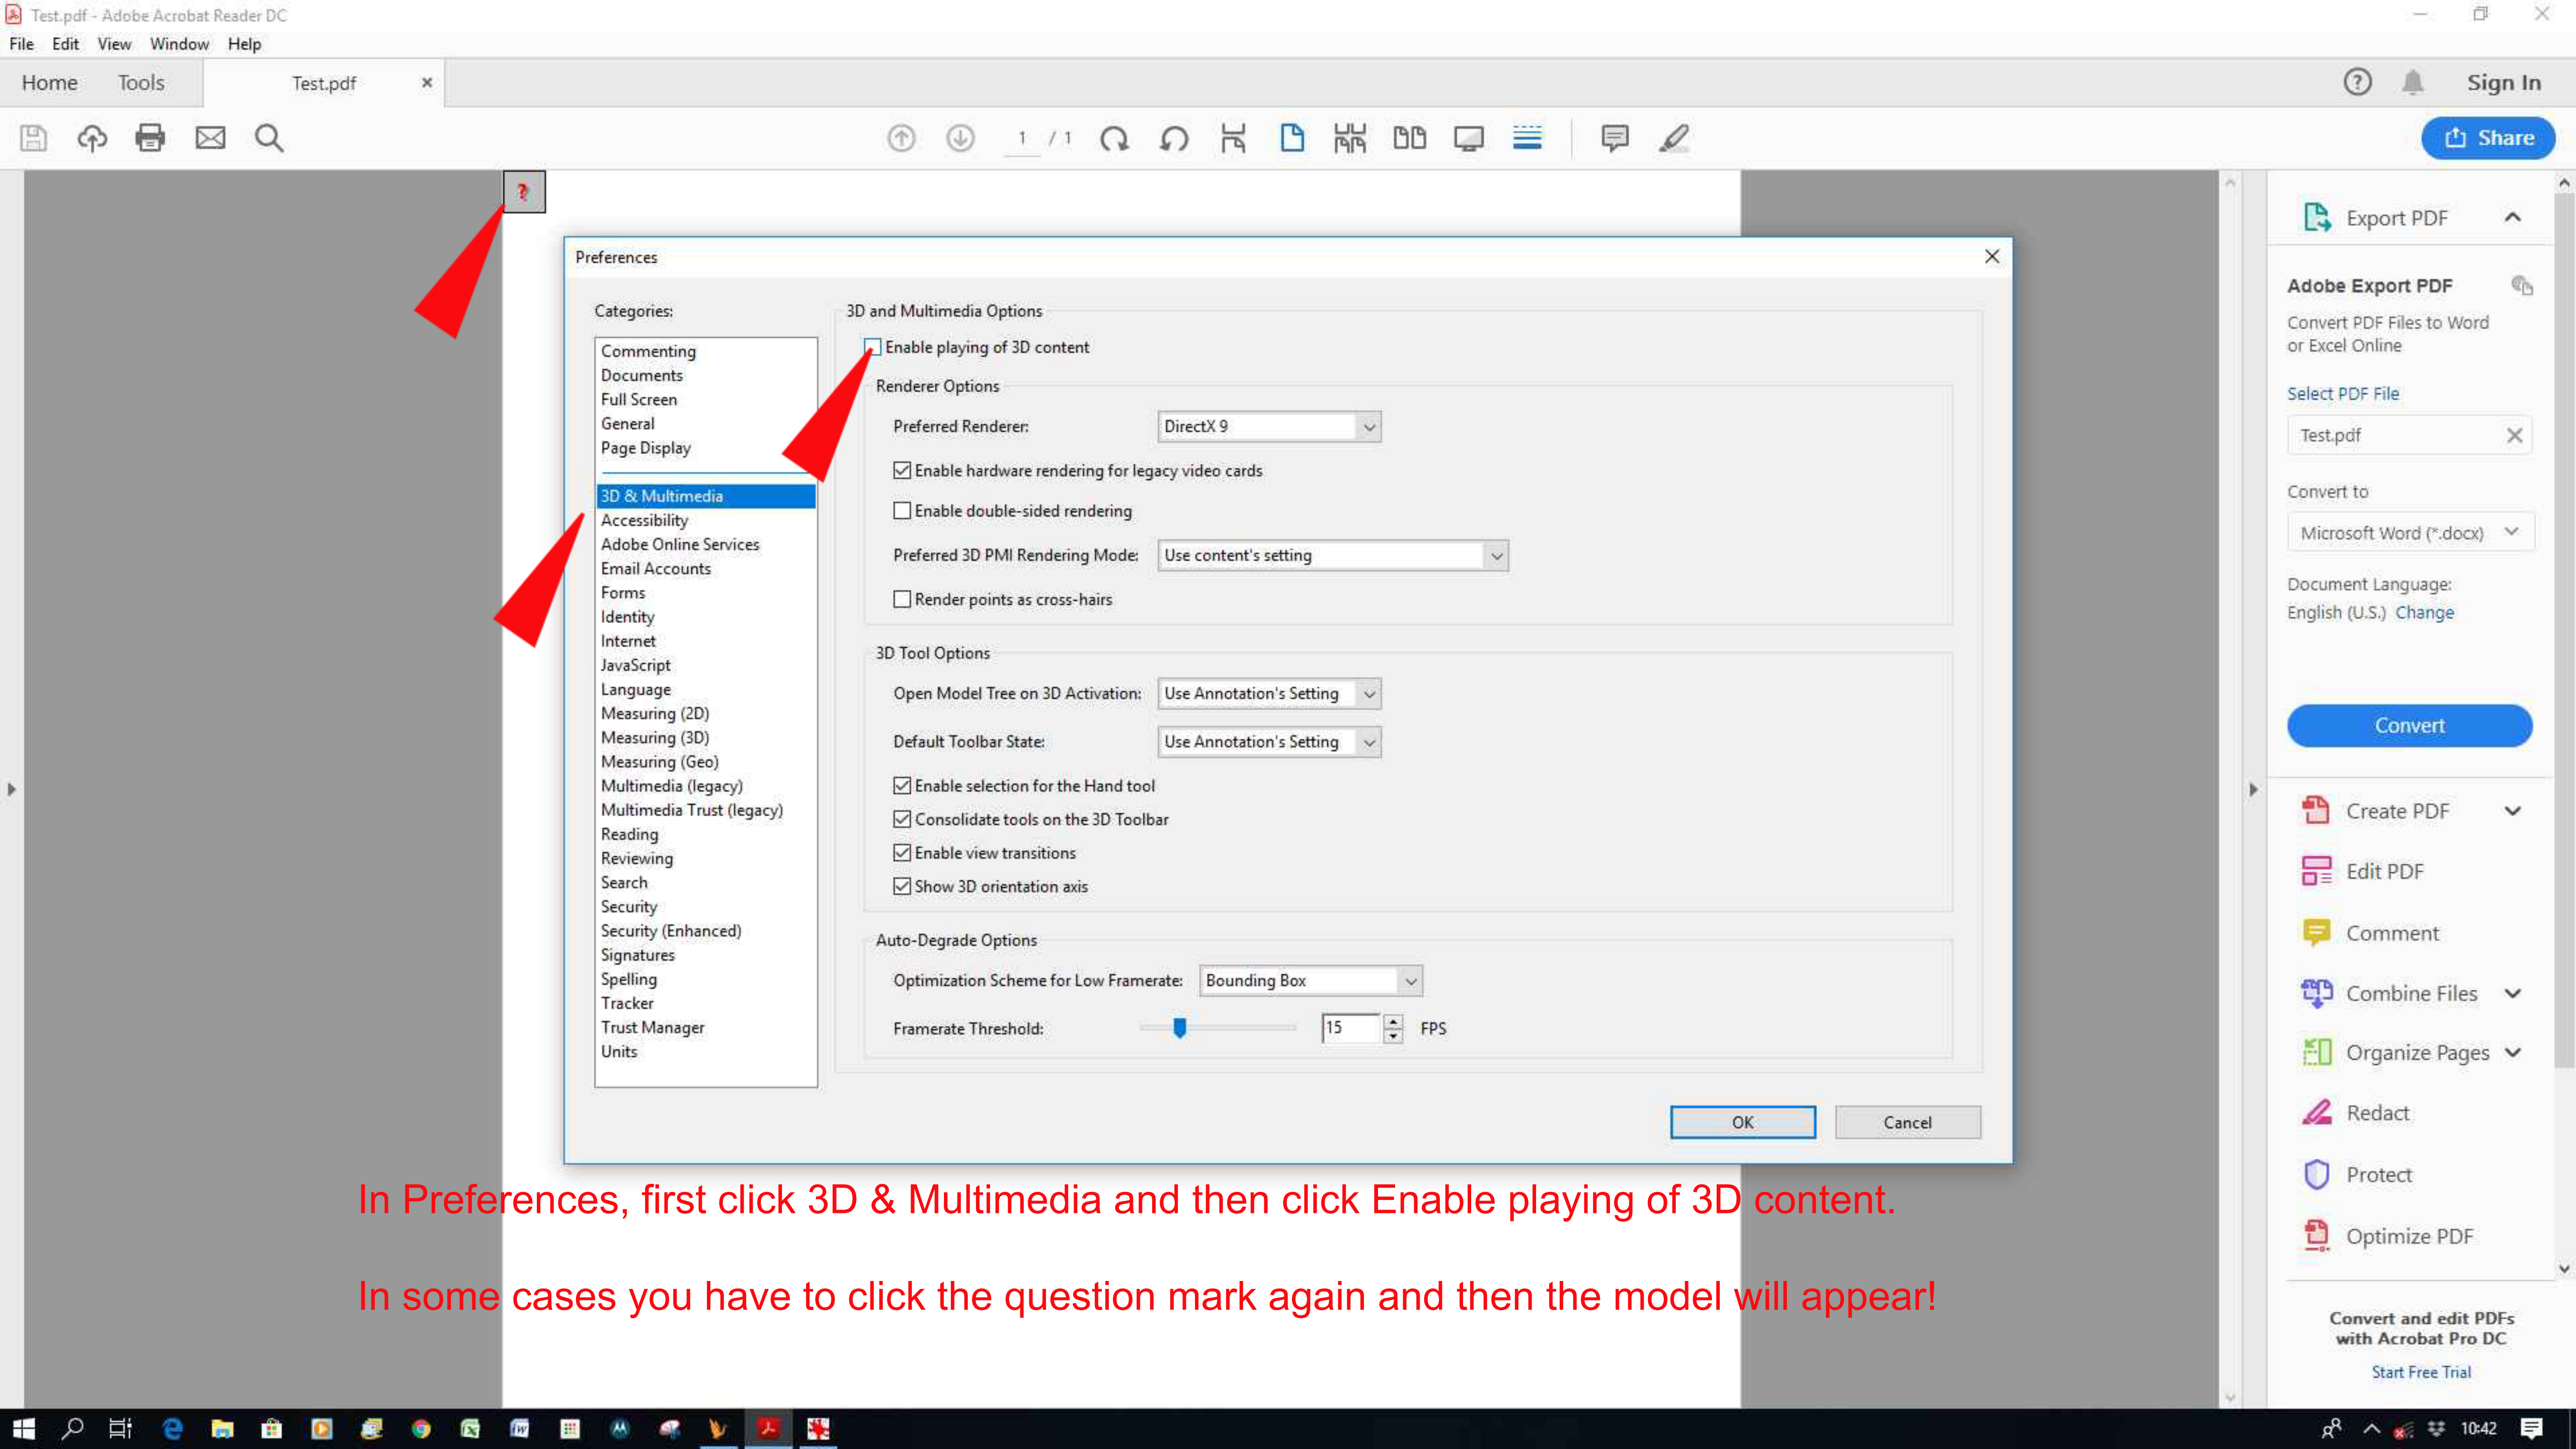 Test.pdf - Adobe Acrobat Reader DC
File Edit View Window Help
Home Tools Test.pdf
Sign In
1 / 1
Share
?
Preferences
Categories:
Commenting
Documents
Full Screen
General
Page Display
3D & Multimedia
Accessibility
Adobe Online Services
Email Accounts
Forms
Identity
Internet
JavaScript
Language
Measuring (2D)
Measuring (3D)
Measuring (Geo)
Multimedia (legacy)
Multimedia Trust (legacy)
Reading
Reviewing
Search
Security
Security (Enhanced)
Signatures
Spelling
Tracker
Trust Manager
Units
3D and Multimedia Options
Enable playing of 3D content
Renderer Options
Preferred Renderer: DirectX 9
Enable hardware rendering for legacy video cards
Enable double-sided rendering
Preferred 3D PMI Rendering Mode: Use content's setting
Render points as cross-hairs
3D Tool Options
Open Model Tree on 3D Activation: Use Annotation's Setting
Default Toolbar State: Use Annotation's Setting
Enable selection for the Hand tool
Consolidate tools on the 3D Toolbar
Enable view transitions
Show 3D orientation axis
Auto-Degrade Options
Optimization Scheme for Low Framerate: Bounding Box
Framerate Threshold: 15 FPS
OK Cancel
In Preferences, first click 3D & Multimedia and then click Enable playing of 3D content.
In some cases you have to click the question mark again and then the model will appear!
Export PDF
Adobe Export PDF
Convert PDF Files to Word
or Excel Online
Select PDF File
Test.pdf
Convert to
Microsoft Word (*.docx)
Document Language:
English (U.S.) Change
Convert
Create PDF
Edit PDF
Comment
Combine Files
Organize Pages
Redact
Protect
Optimize PDF
Convert and edit PDFs
with Acrobat Pro DC
Start Free Trial
10:42